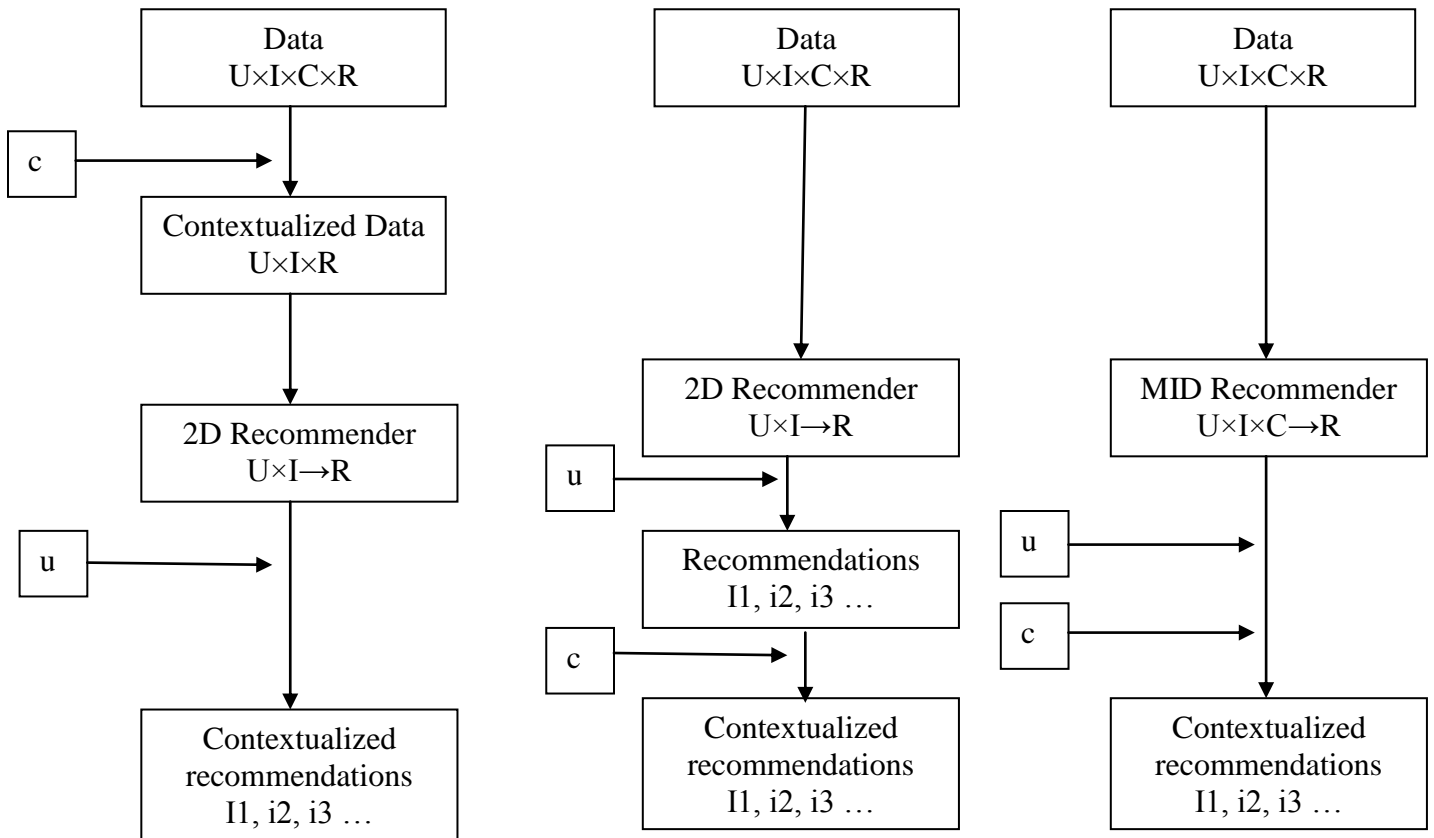 Data
U×I×C×R
c
Contextualized Data
U×I×R
2D Recommender
U×I→R
u
Contextualized
recommendations
I1, i2, i3 …
Data
U×I×C×R
2D Recommender
U×I→R
u
Recommendations
I1, i2, i3 …
c
Contextualized
recommendations
I1, i2, i3 …
Data
U×I×C×R
MID Recommender
U×I×C→R
u
c
Contextualized
recommendations
I1, i2, i3 …